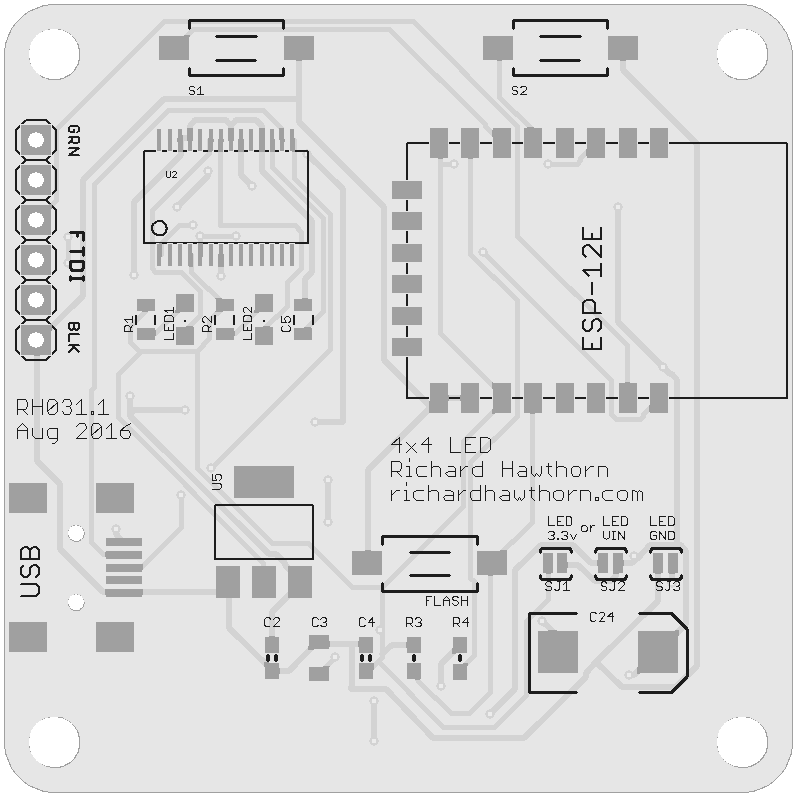 S1
S2
GRN
U2
FTDI
ESP-12E
BLK
R1
LED1
R2
LED2
C5
RH031.1
Aug 2016
4x4 LED
Richard Hawthorn
richardhawthorn.com
U5
USB
LED 3.3v or LED VIN
LED GND
SJ1
SJ2
SJ3
FLASH
C24
C2
C3
C4
R3
R4